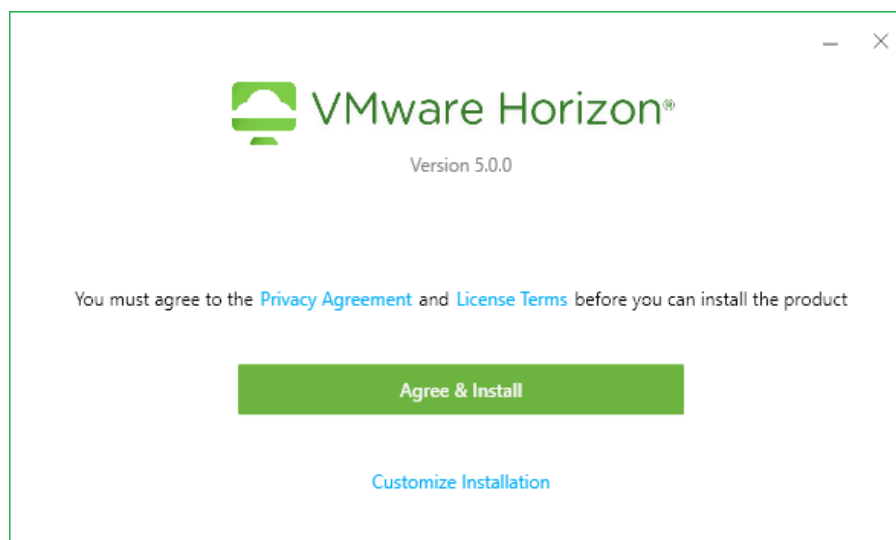 VMware Horizon®
Version 5.0.0
You must agree to the Privacy Agreement and License Terms before you can install the product
Agree & Install
Customize Installation